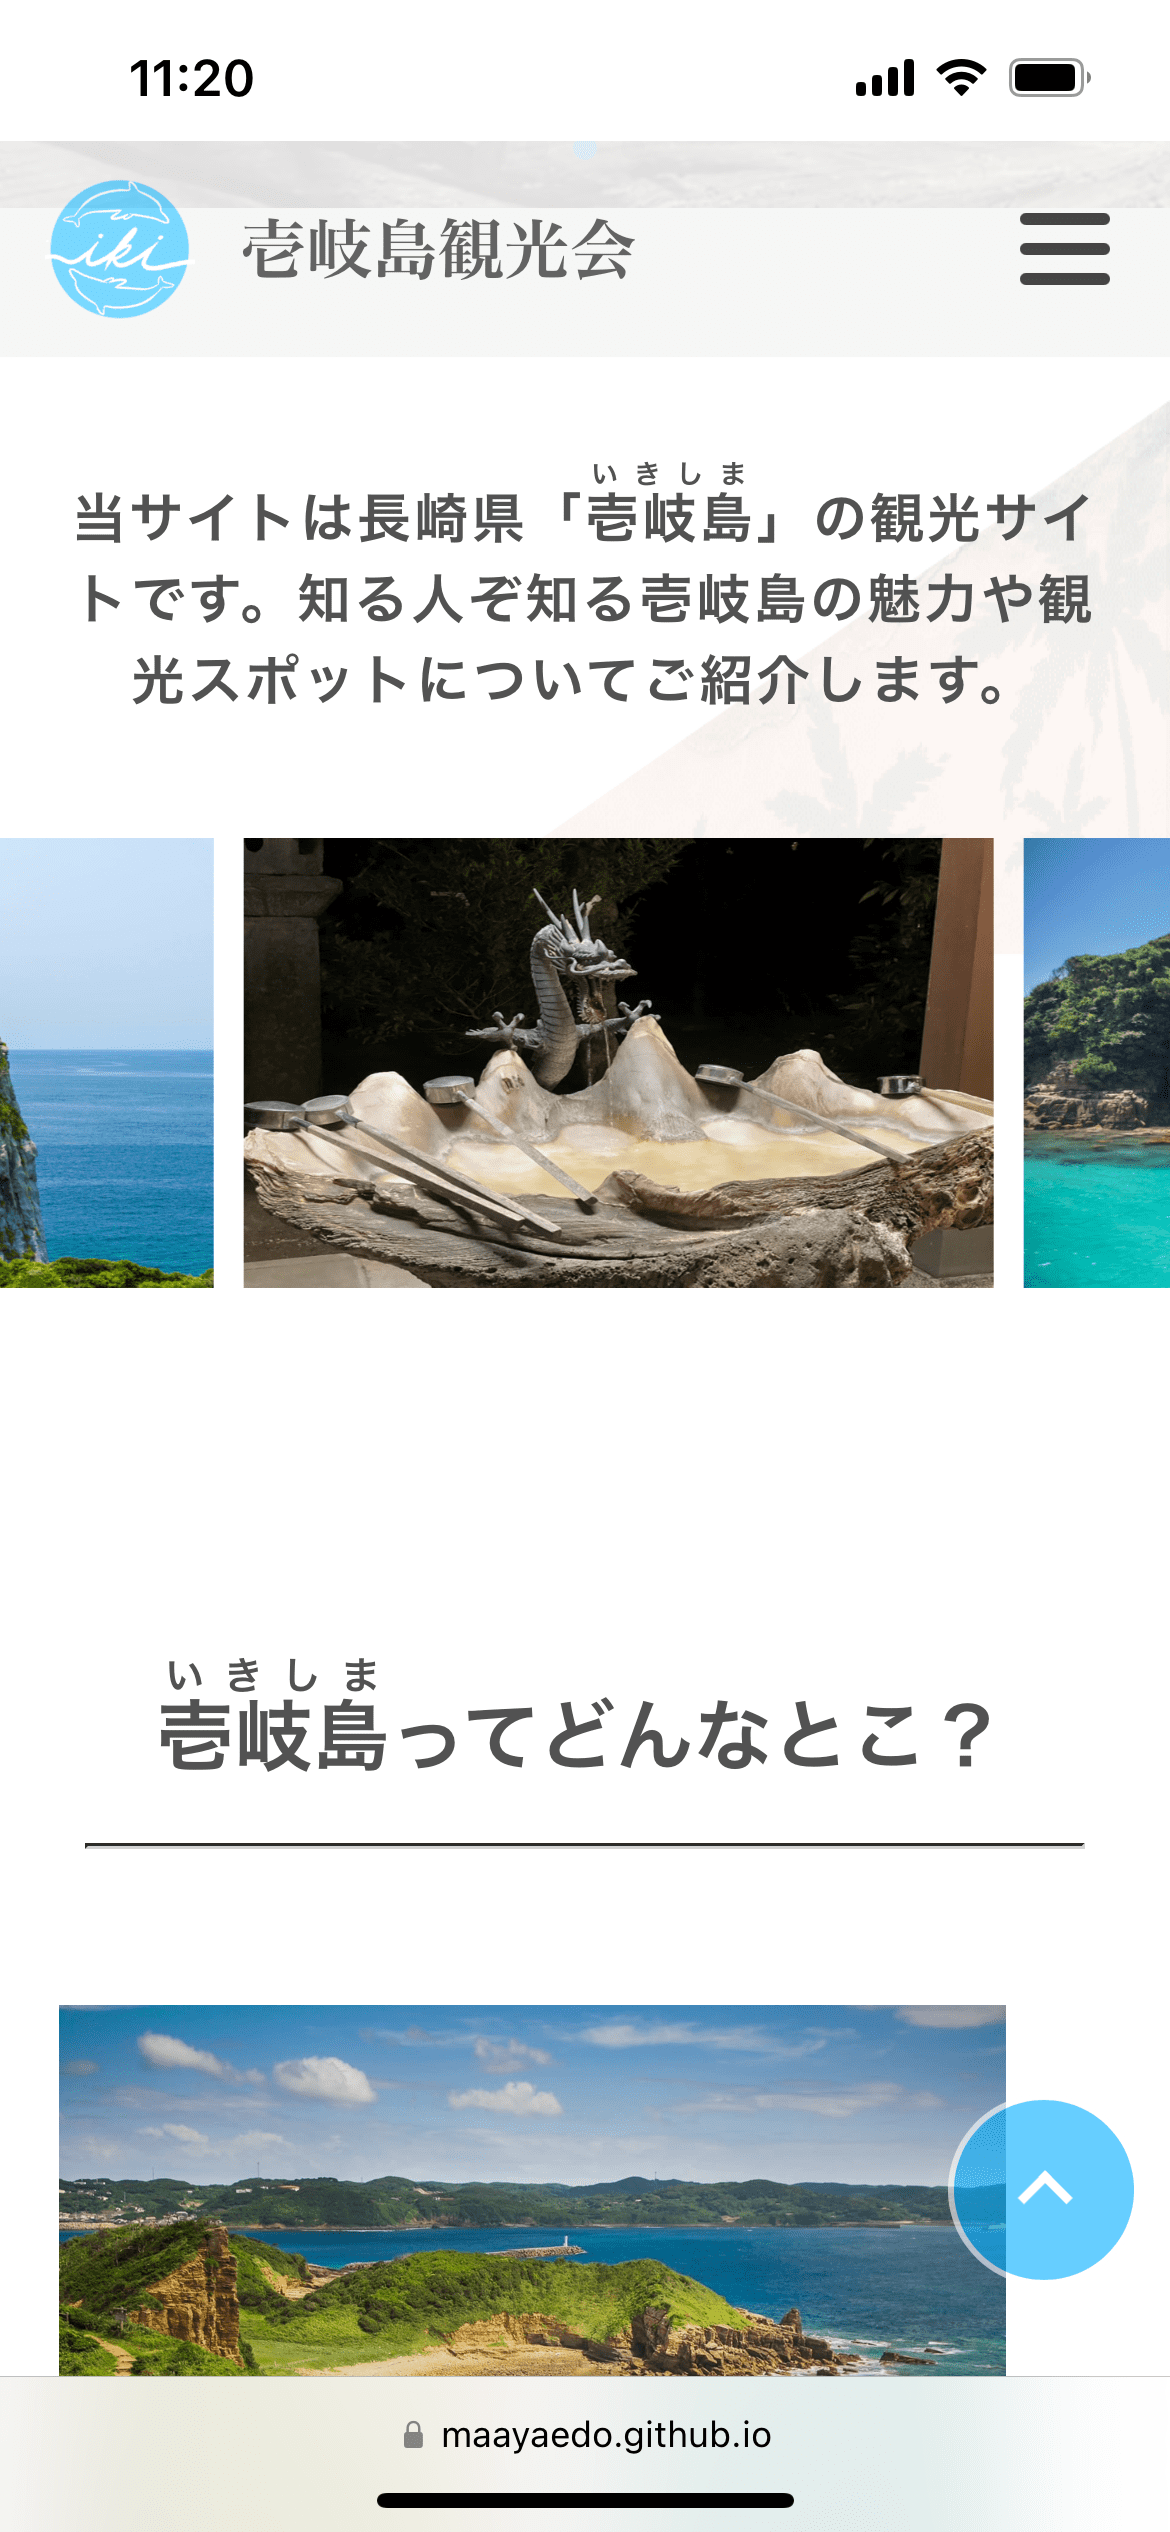 11:20
iki
壱岐島観光会
いきしま
当サイトは長崎県「壱岐島」の観光サイ
トです。知る人ぞ知る壱岐島の魅力や観
光スポットについてご紹介します。
いきしま
壱岐島ってどんなとこ？
maayaedo.github.io